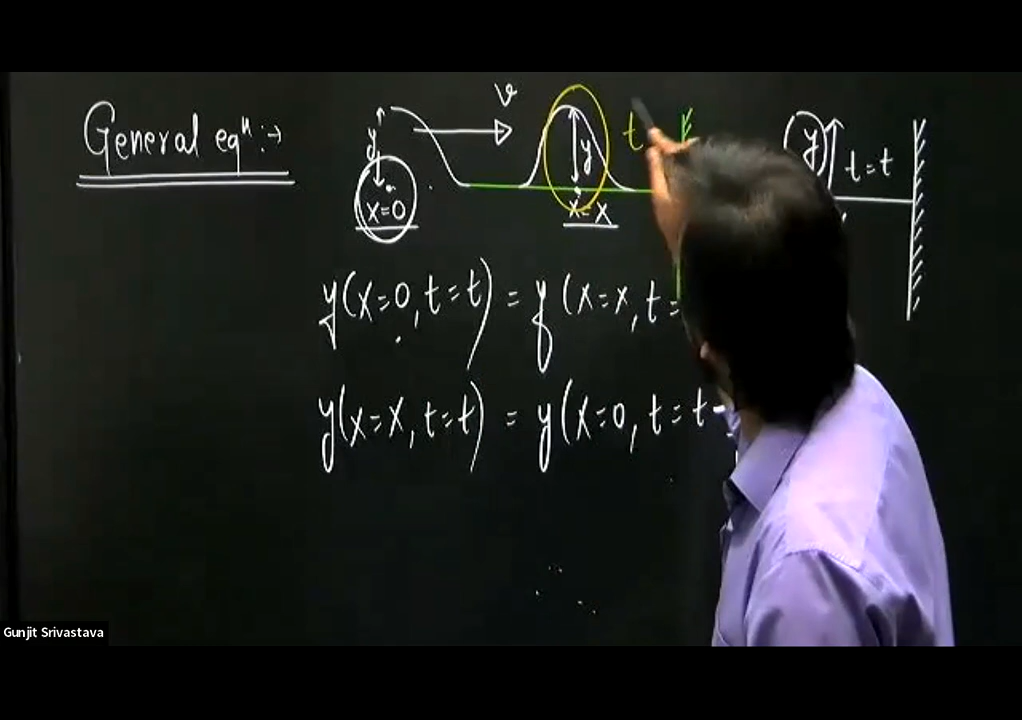 General eqⁿ :→
v
y
x=0
y
x=x
t
y
t=t
y(x=0, t=t) = y(x=x, t=
y(x=x, t=t) = y(x=0, t=t-
Gunjit Srivastava